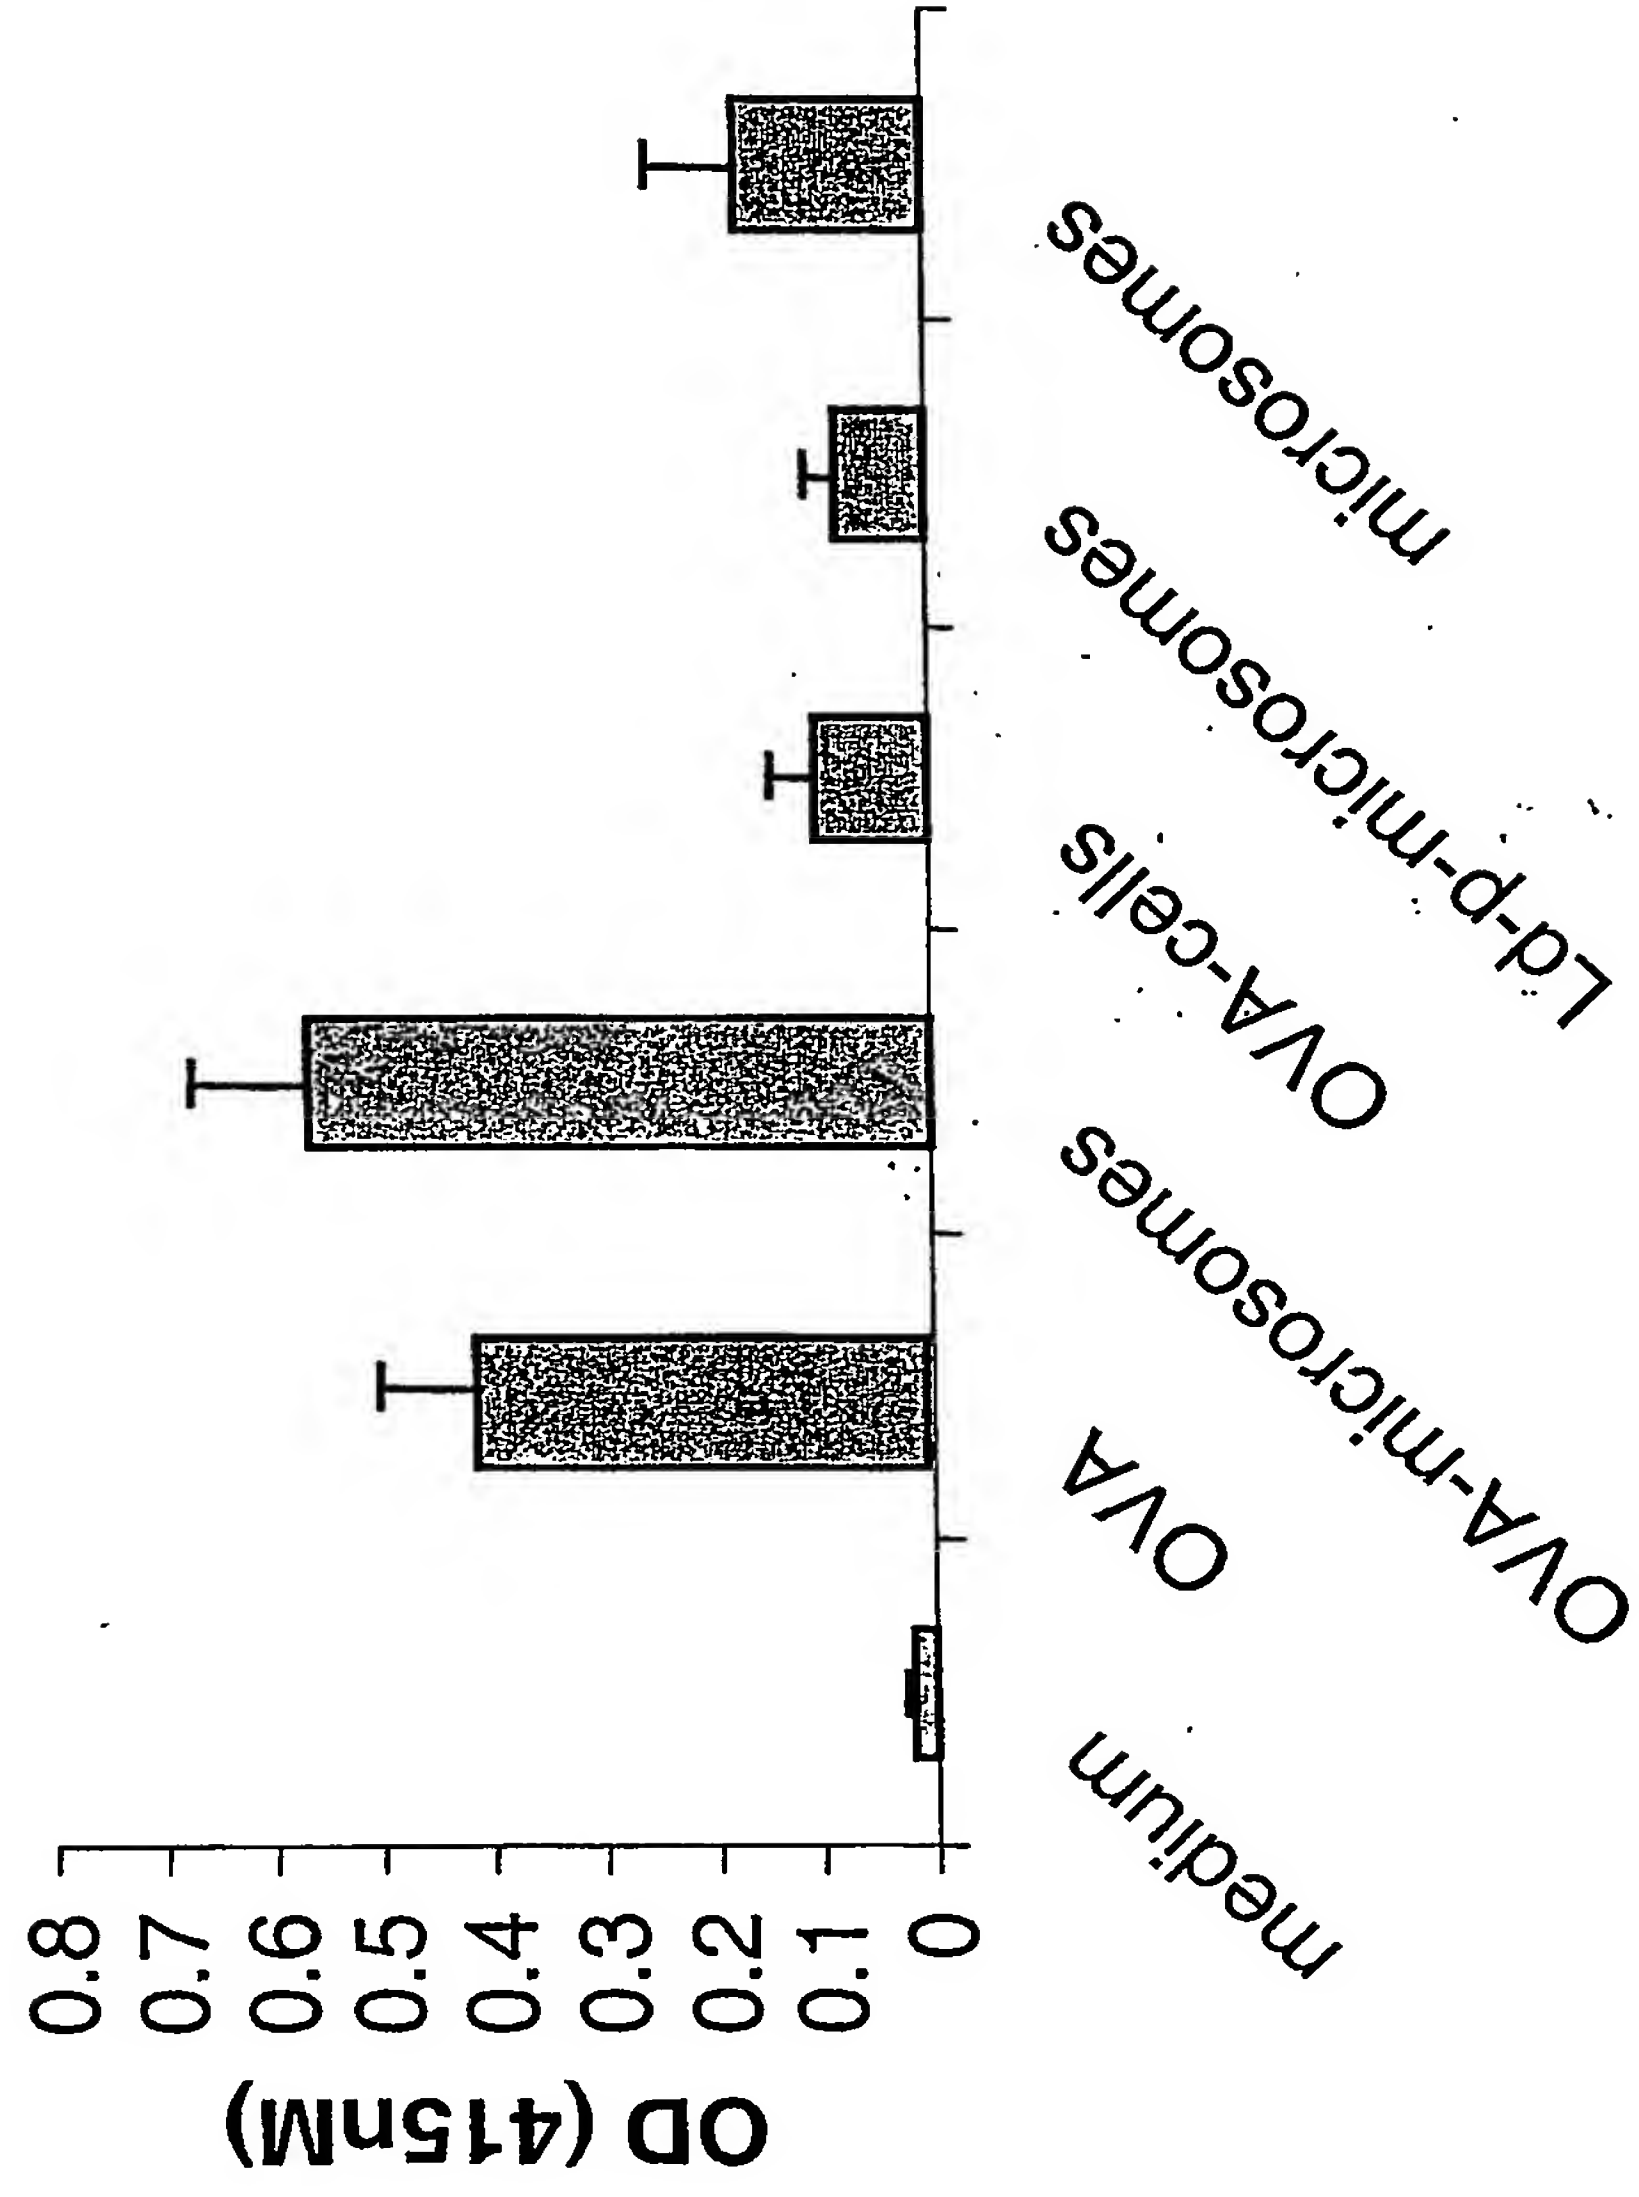 OD (415nM)
0.8
0.7
0.6
0.5
0.4
0.3
0.2
0.1
0
medium
OVA
OVA-microsomes
OVA-cells
Ld-p-microsomes
microsomes